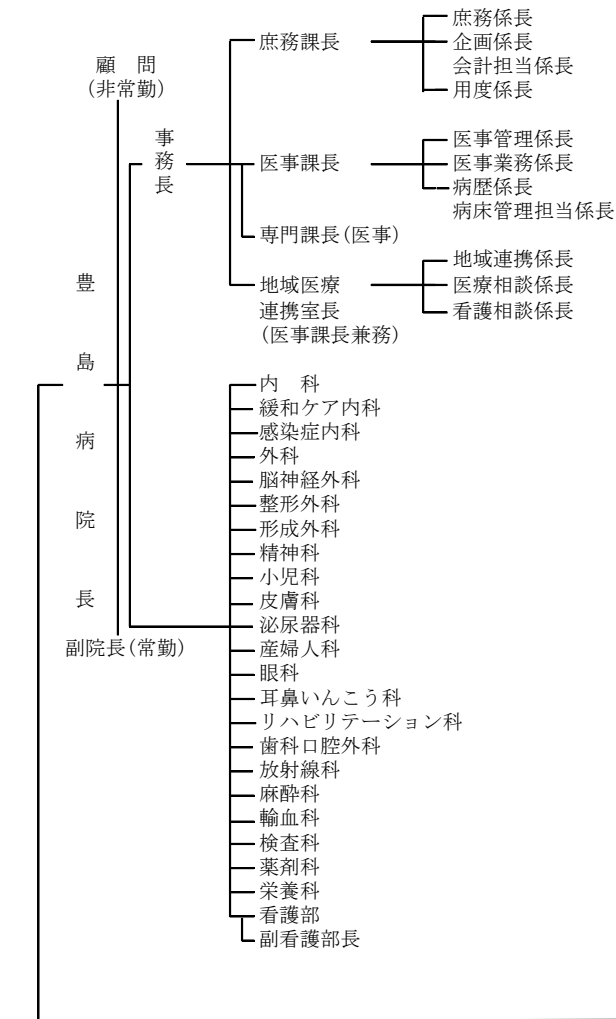 顧　問
(非常勤)
豊島病院長
副院長(常勤)
事務長
庶務課長
庶務係長
企画係長
会計担当係長
用度係長
医事課長
医事管理係長
医事業務係長
病歴係長
病床管理担当係長
専門課長(医事)
地域医療
連携室長
(医事課長兼務)
地域連携係長
医療相談係長
看護相談係長
内　科
緩和ケア内科
感染症内科
外科
脳神経外科
整形外科
形成外科
精神科
小児科
皮膚科
泌尿器科
産婦人科
眼科
耳鼻いんこう科
リハビリテーション科
歯科口腔外科
放射線科
麻酔科
輸血科
検査科
薬剤科
栄養科
看護部
副看護部長